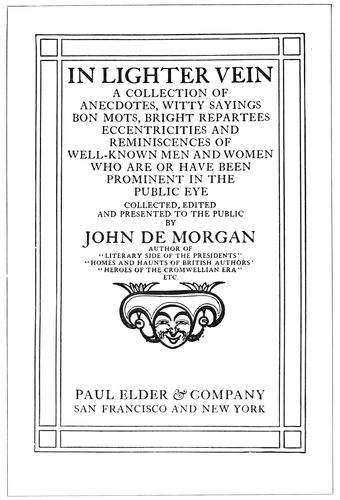 IN LIGHTER VEIN
A COLLECTION OF
ANECDOTES, WITTY SAYINGS
BON MOTS, BRIGHT REPARTEES
ECCENTRICITIES AND
REMINISCENCES OF
WELL-KNOWN MEN AND WOMEN
WHO ARE OR HAVE BEEN
PROMINENT IN THE
PUBLIC EYE
COLLECTED, EDITED
AND PRESENTED TO THE PUBLIC
BY
JOHN DE MORGAN
AUTHOR OF
"LITERARY SIDE OF THE PRESIDENTS"
"HOMES AND HAUNTS OF BRITISH AUTHORS'
"HEROES OF THE CROMWELLIAN ERA"
ETC.
PAUL ELDER & COMPANY
SAN FRANCISCO AND NEW YORK